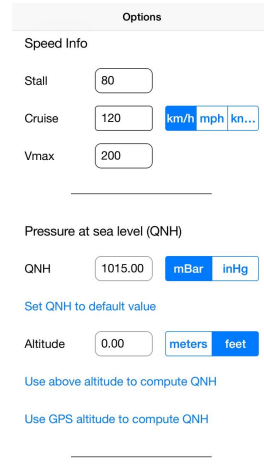 Options
Speed Info
Stall 80
Cruise 120 km/h mph kn...
Vmax 200
Pressure at sea level (QNH)
QNH 1015.00 mBar inHg
Set QNH to default value
Altitude 0.00 meters feet
Use above altitude to compute QNH
Use GPS altitude to compute QNH